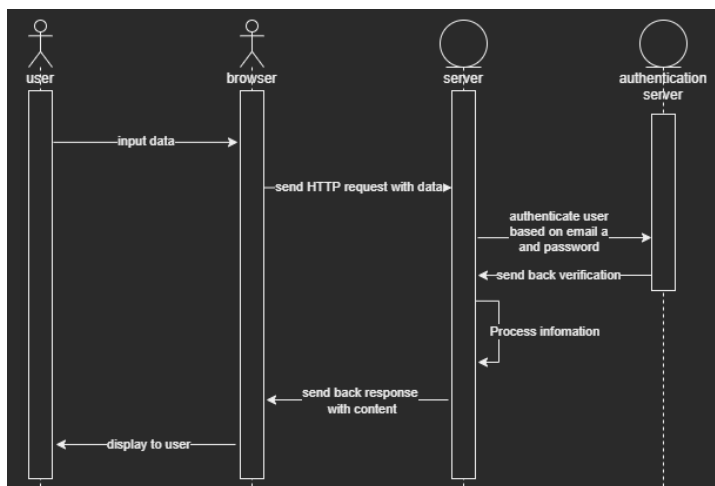 user
browser
server
authentication
server
input data
send HTTP request with data
authenticate user
based on email a
and password
send back verification
Process infomation
send back response
with content
display to user